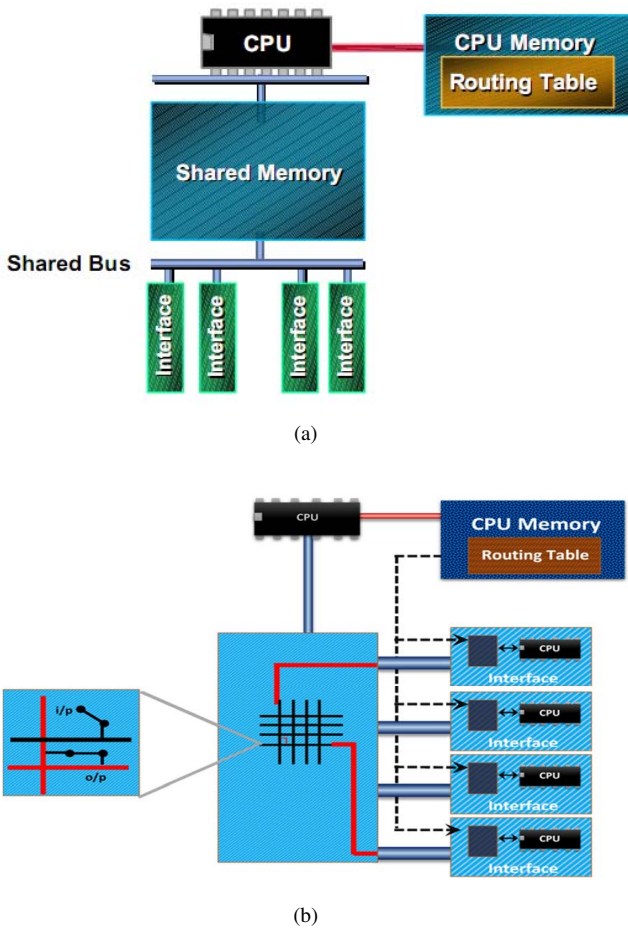 CPU
CPU Memory
Routing Table
Shared Memory
Shared Bus
Interface
Interface
Interface
Interface
(a)
CPU
CPU Memory
Routing Table
CPU
Interface
i/p
o/p
CPU
Interface
CPU
Interface
CPU
Interface
(b)